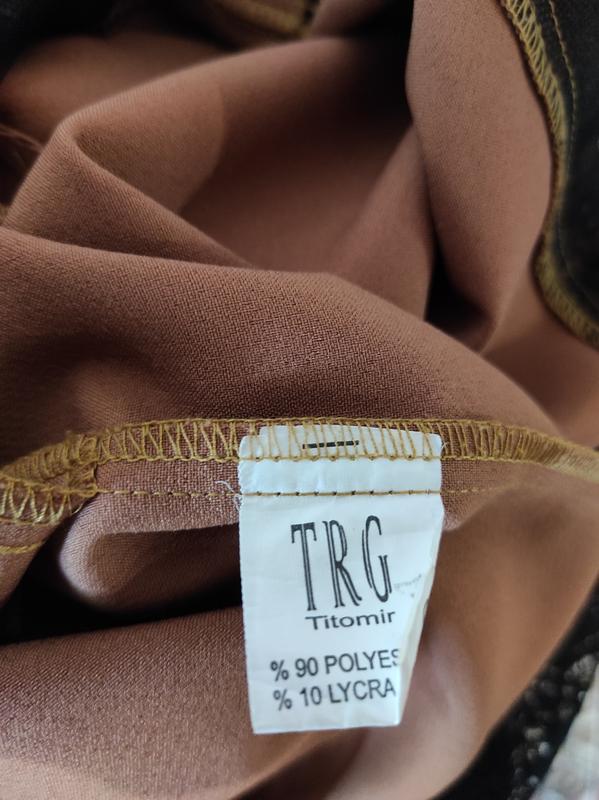 TRG
Titomir
% 90 POLYES
% 10 LYCRA